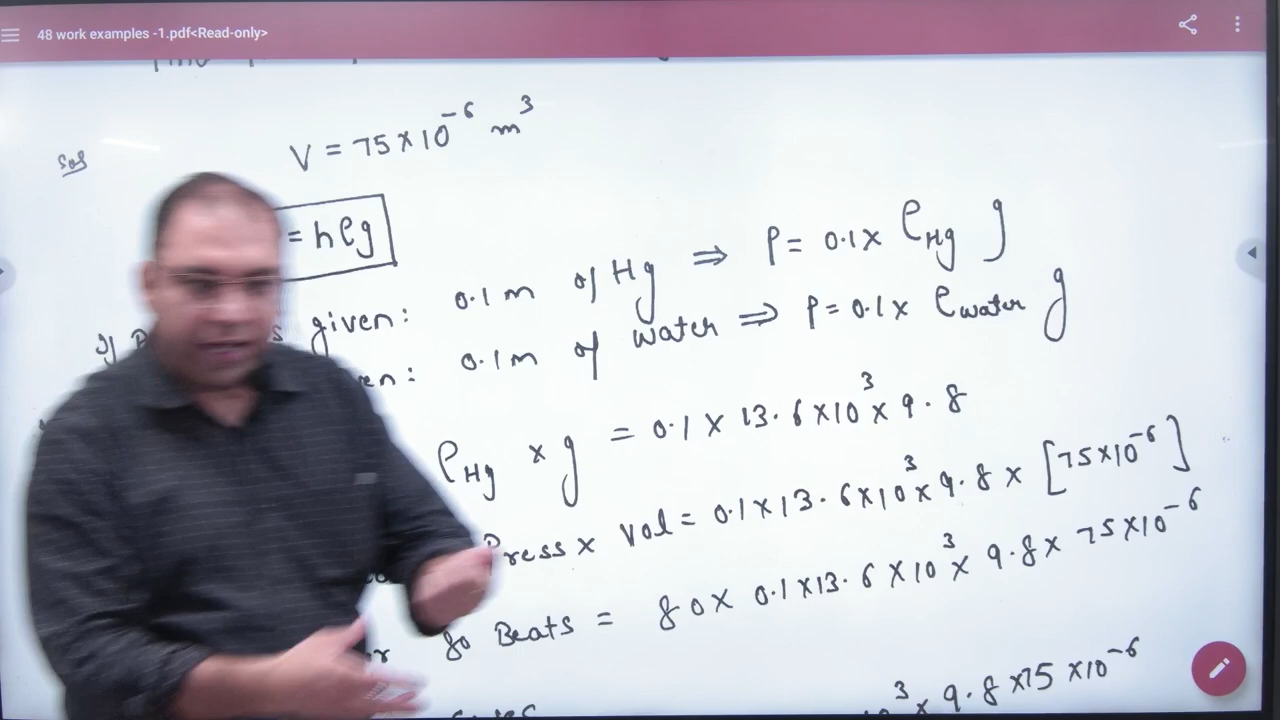 48 work examples -1.pdf<Read-only>
Sol
V = 75×10⁻⁶ m³
= hρg
given: 0.1m of Hg ⇒ P = 0.1× ρHg g
0.1m of water ⇒ P = 0.1× ρwater g
ρHg × g = 0.1 × 13.6×10³ × 9.8
Press × Vol = 0.1×13.6×10³×9.8 × [75×10⁻⁶]
80 Beats = 80× 0.1×13.6×10³ × 9.8× 75×10⁻⁶
³× 9.8×75 ×10⁻⁶